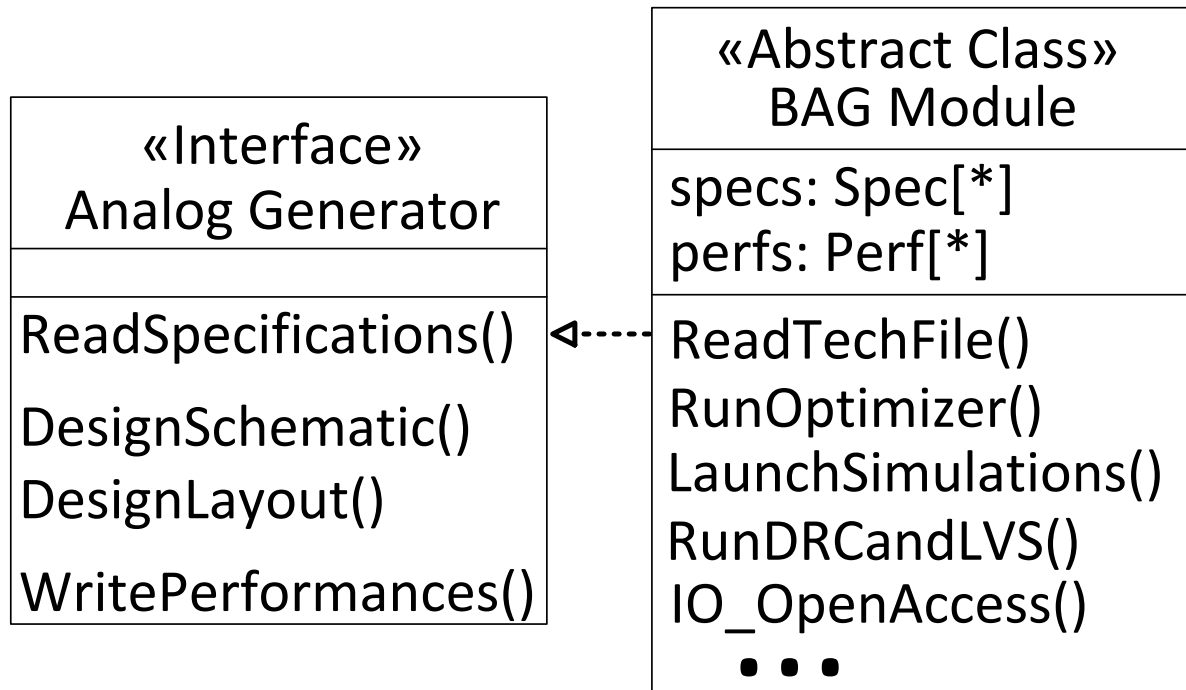 «Interface»
Analog Generator
ReadSpecifications()
DesignSchematic()
DesignLayout()
WritePerformances()
«Abstract Class»
BAG Module
specs: Spec[*]
perfs: Perf[*]
ReadTechFile()
RunOptimizer()
LaunchSimulations()
RunDRCandLVS()
IO_OpenAccess()
...